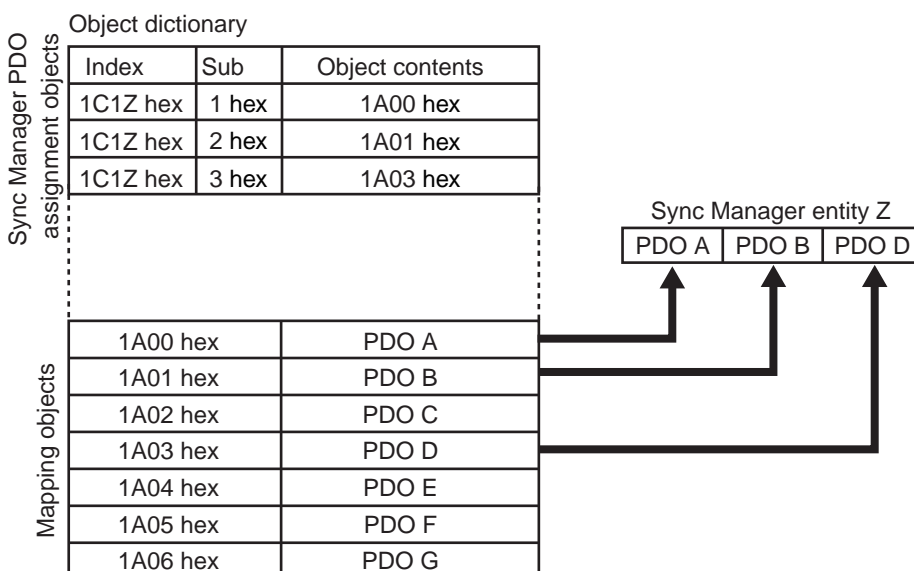 Object dictionary
Sync Manager PDO
assignment objects
Index Sub Object contents
1C1Z hex 1 hex 1A00 hex
1C1Z hex 2 hex 1A01 hex
1C1Z hex 3 hex 1A03 hex
Sync Manager entity Z
PDO A PDO B PDO D
Mapping objects
1A00 hex PDO A
1A01 hex PDO B
1A02 hex PDO C
1A03 hex PDO D
1A04 hex PDO E
1A05 hex PDO F
1A06 hex PDO G